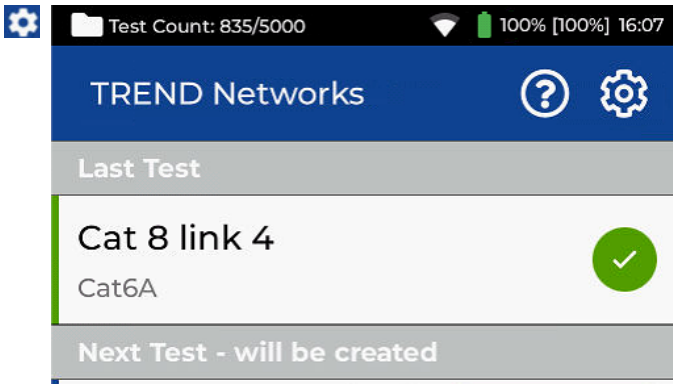 Test Count: 835/5000 100% [100%] 16:07
TREND Networks
Last Test
Cat 8 link 4
Cat6A
Next Test - will be created